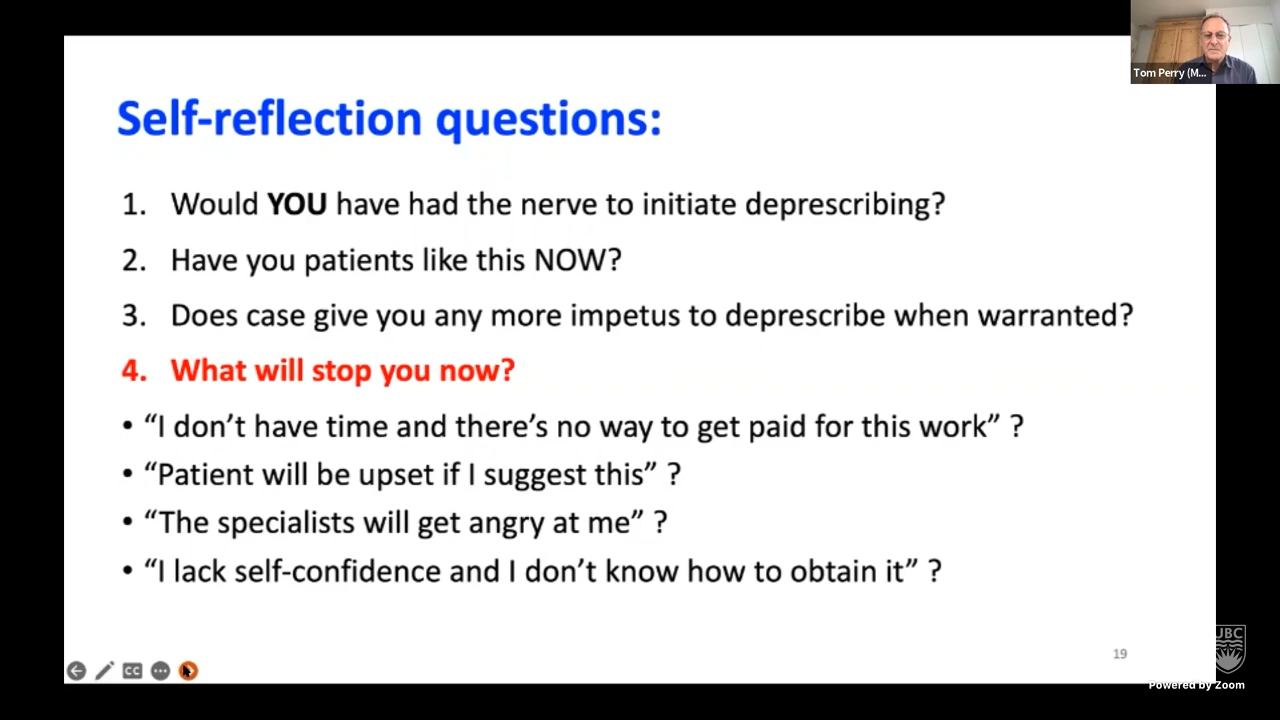 Tom Perry (M...
Self-reflection questions:
1. Would YOU have had the nerve to initiate deprescribing?
2. Have you patients like this NOW?
3. Does case give you any more impetus to deprescribe when warranted?
4. What will stop you now?
• “I don’t have time and there’s no way to get paid for this work” ?
• “Patient will be upset if I suggest this” ?
• “The specialists will get angry at me” ?
• “I lack self-confidence and I don’t know how to obtain it” ?
CC
19
UBC
Powered by Zoom